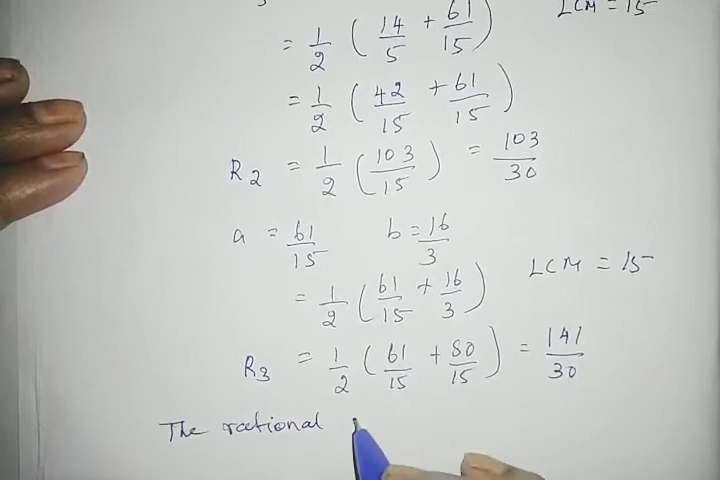 LCM = 15
= 1/2 ( 14/5 + 61/15 )
= 1/2 ( 42/15 + 61/15 )
R2 = 1/2 ( 103/15 ) = 103/30
a = 61/15 b = 16/3
= 1/2 ( 61/15 + 16/3 ) LCM = 15
R3 = 1/2 ( 61/15 + 80/15 ) = 141/30
The rational